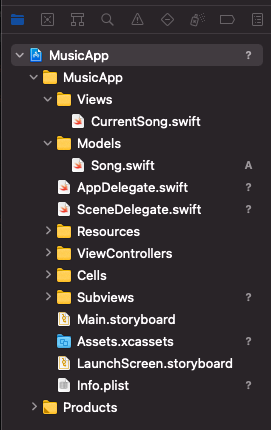 MusicApp ?
MusicApp
Views
CurrentSong.swift
Models
Song.swift A
AppDelegate.swift ?
SceneDelegate.swift ?
Resources
ViewControllers
Cells
Subviews ?
Main.storyboard
Assets.xcassets ?
LaunchScreen.storyboard
Info.plist ?
Products